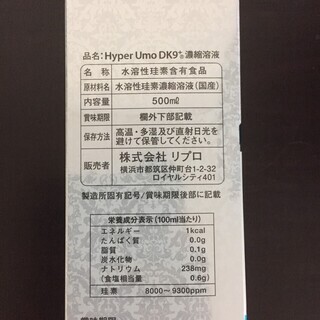 品名：Hyper Umo DK9⁺⁰ 濃縮溶液
名称 水溶性珪素含有食品
原材料名 水溶性珪素濃縮溶液(国産)
内容量 500mℓ
賞味期限 欄外下部記載
保存方法 高温・多湿及び直射日光を
避けて保管してください。
販売者 株式会社 リプロ
横浜市都筑区仲町台1-2-32
ロイヤルシティ401
製造所固有記号/賞味期限後部に記載
栄養成分表示(100ml当たり)
エネルギー 1kcal
たんぱく質 0.0g
脂質 0.1g
炭水化物 0.0g
ナトリウム 238mg
(食塩相当量 0.6g)
珪素 8000〜9300ppm
賞味期限